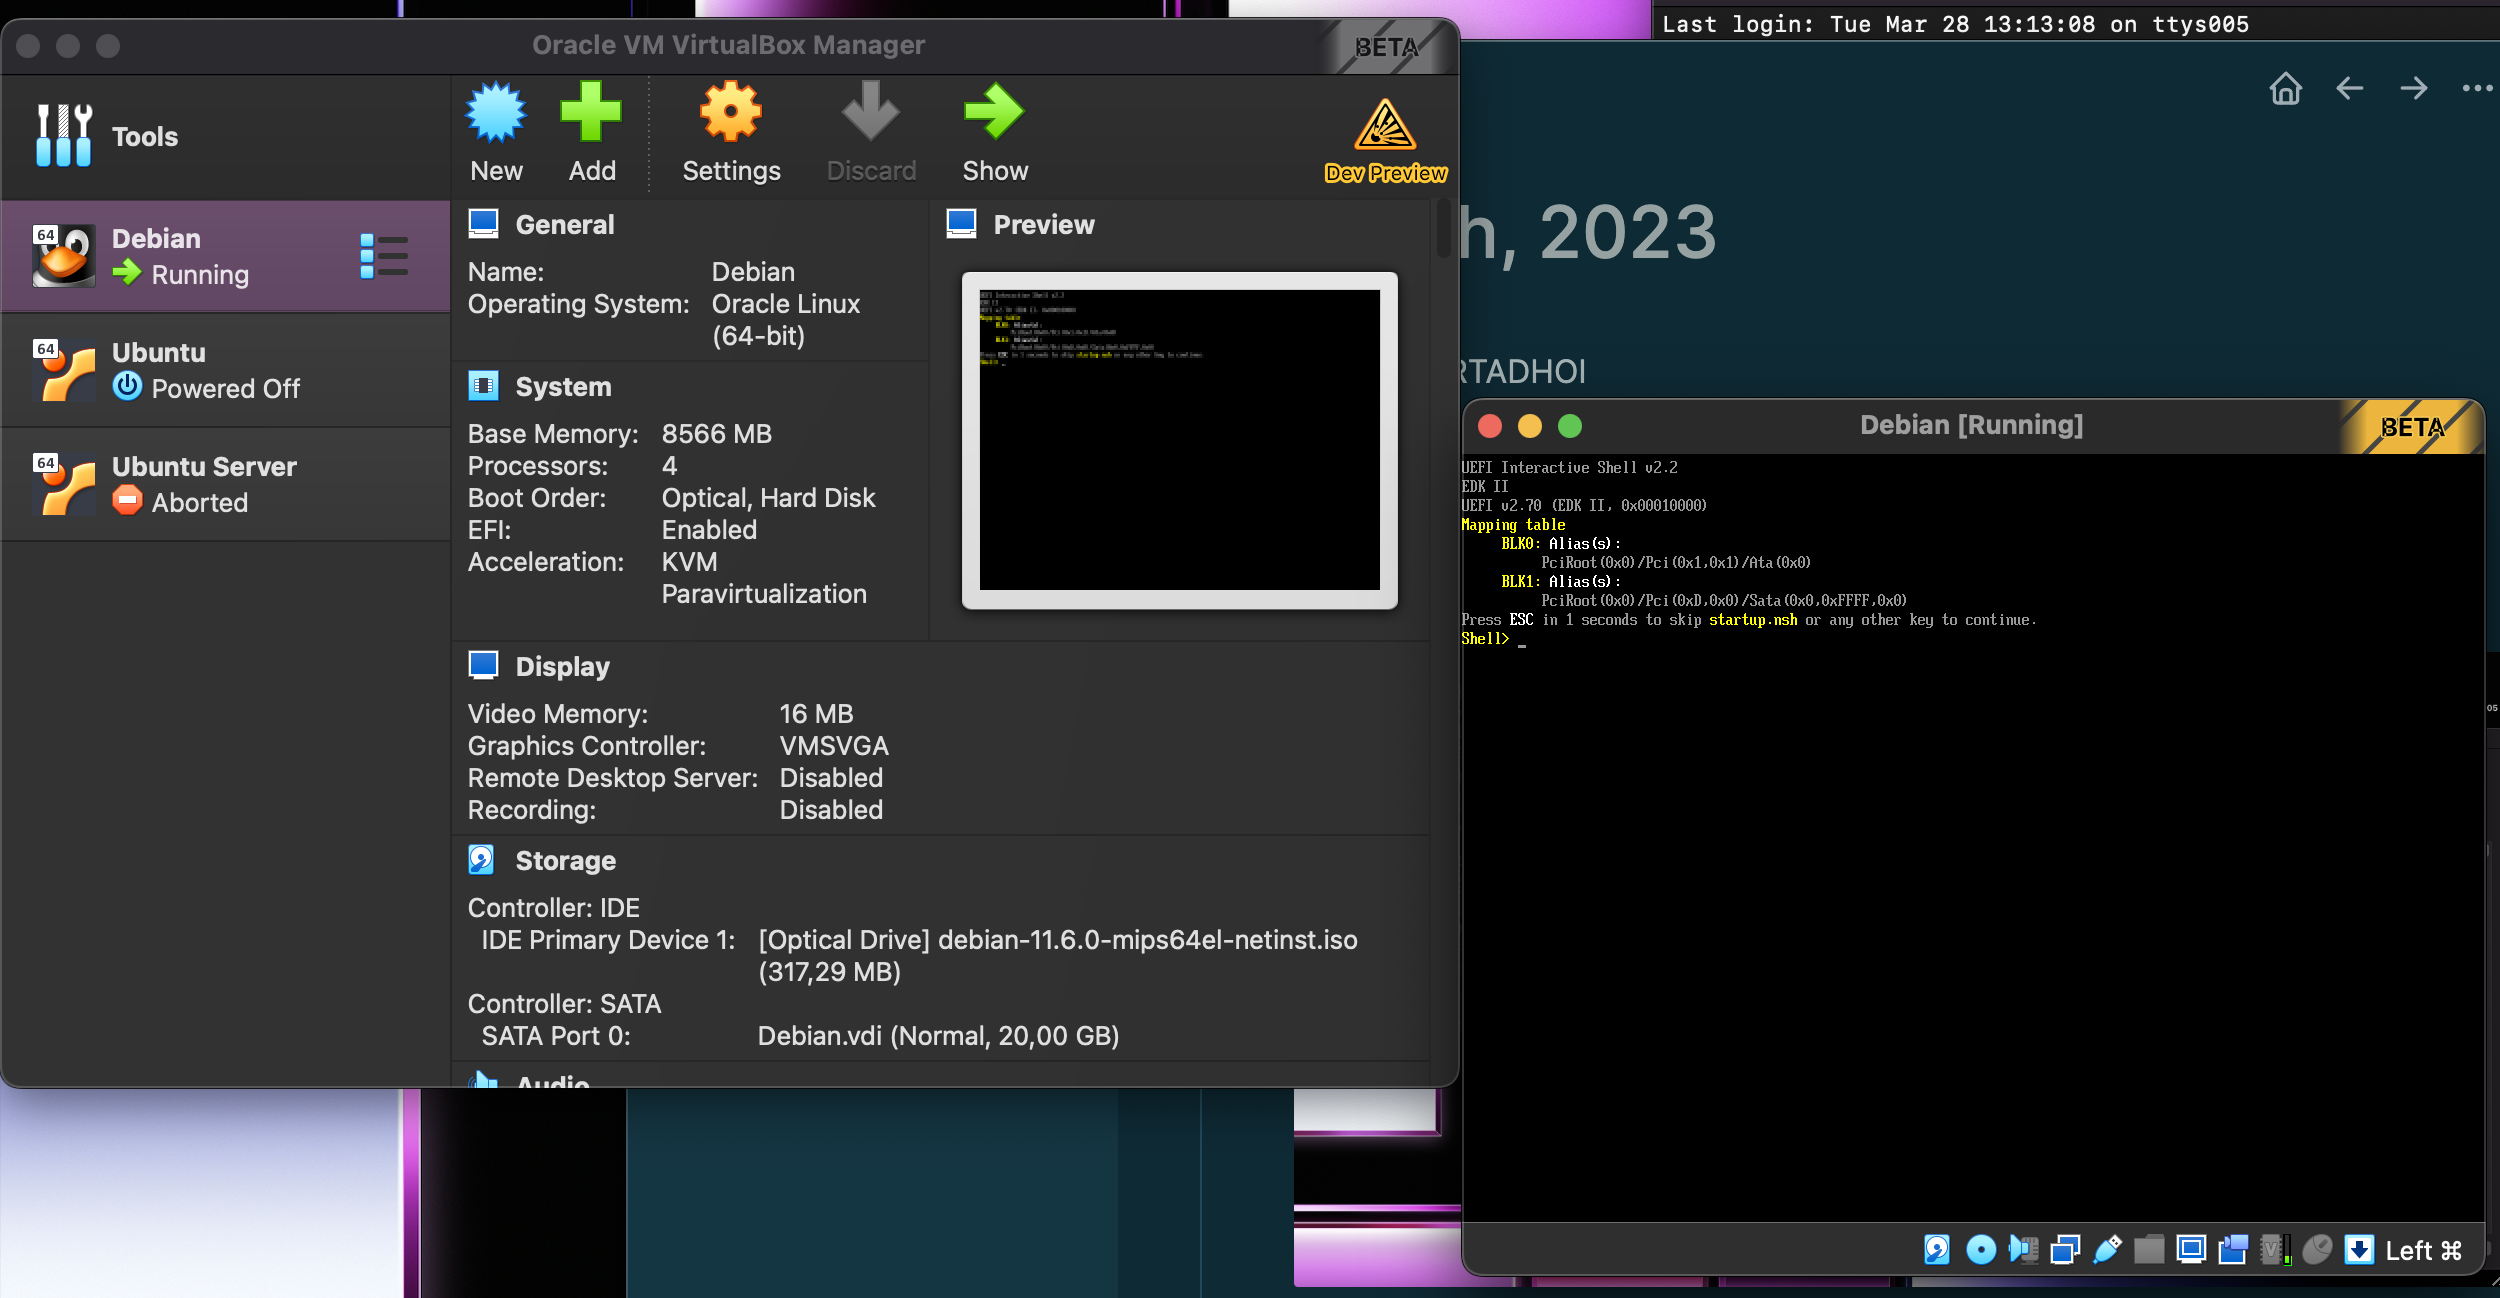 Last login: Tue Mar 28 13:13:08 on ttys005
Oracle VM VirtualBox Manager
BETA
Tools
New
Add
Settings
Discard
Show
Dev Preview
64
Debian
Running
64
Ubuntu
Powered Off
64
Ubuntu Server
Aborted
General
Name: Debian
Operating System: Oracle Linux
(64-bit)
System
Base Memory: 8566 MB
Processors: 4
Boot Order: Optical, Hard Disk
EFI: Enabled
Acceleration: KVM
Paravirtualization
Preview
Display
Video Memory: 16 MB
Graphics Controller: VMSVGA
Remote Desktop Server: Disabled
Recording: Disabled
Storage
Controller: IDE
IDE Primary Device 1: [Optical Drive] debian-11.6.0-mips64el-netinst.iso
(317,29 MB)
Controller: SATA
SATA Port 0: Debian.vdi (Normal, 20,00 GB)
Audio
h, 2023
RTADHOI
Debian [Running]
BETA
UEFI Interactive Shell v2.2
EDK II
UEFI v2.70 (EDK II, 0x00010000)
Mapping table
BLK0: Alias(s):
PciRoot(0x0)/Pci(0x1,0x1)/Ata(0x0)
BLK1: Alias(s):
PciRoot(0x0)/Pci(0xD,0x0)/Sata(0x0,0xFFFF,0x0)
Press ESC in 1 seconds to skip startup.nsh or any other key to continue.
Shell> _
05
Left ⌘